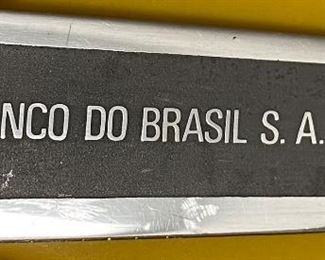 NCO DO BRASIL S. A.